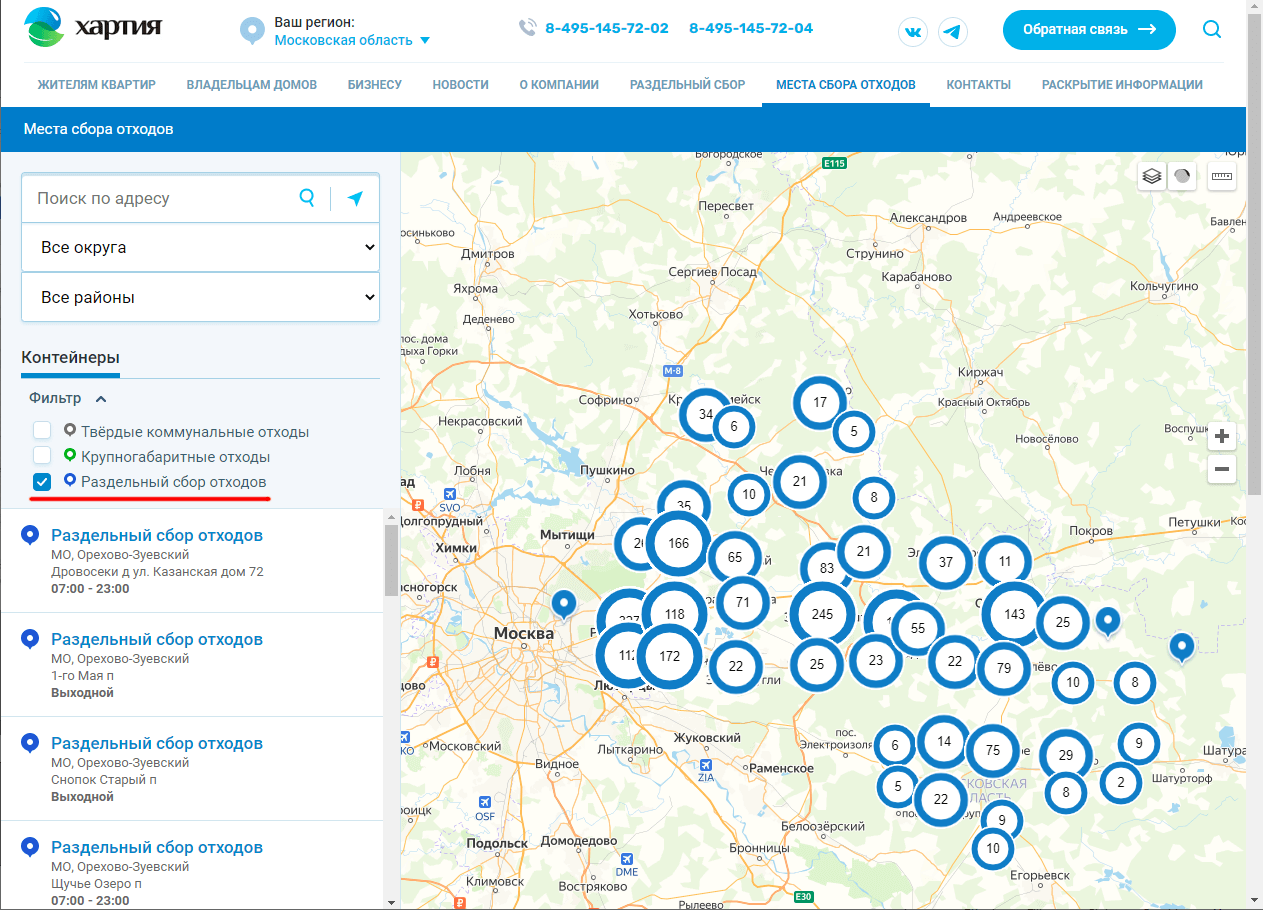 хартия
Ваш регион:
Московская область
8-495-145-72-02 8-495-145-72-04
Обратная связь
ЖИТЕЛЯМ КВАРТИР ВЛАДЕЛЬЦАМ ДОМОВ БИЗНЕСУ НОВОСТИ О КОМПАНИИ РАЗДЕЛЬНЫЙ СБОР МЕСТА СБОРА ОТХОДОВ КОНТАКТЫ РАСКРЫТИЕ ИНФОРМАЦИИ
Места сбора отходов
Поиск по адресу
Все округа
Все районы
Контейнеры
Фильтр
Твёрдые коммунальные отходы
Крупногабаритные отходы
Раздельный сбор отходов
Раздельный сбор отходов
МО, Орехово-Зуевский
Дровосеки д ул. Казанская дом 72
07:00 - 23:00
Раздельный сбор отходов
МО, Орехово-Зуевский
1-го Мая п
Выходной
Раздельный сбор отходов
МО, Орехово-Зуевский
Снопок Старый п
Выходной
Раздельный сбор отходов
МО, Орехово-Зуевский
Щучье Озеро п
07:00 - 23:00
Богородское
E115
Пересвет
Александров
Андреевское
Дмитров
Струнино
Сергиев Посад
Карабаново
Яхрома
Кольчугино
Хотьково
Деденево
M-8
Киржач
Софрино
Красный Октябрь
34
6
17
5
Некрасовский
Новосёлово
Лобня
Пушкино
SVO
35
10
21
8
Покров
Петушки
Мытищи
Химки
166
65
83
21
37
11
118
71
245
55
143
25
Москва
172
22
25
23
22
79
10
8
Московский
Жуковский
пос.
6
14
75
29
9
Лыткарино
ZIA
Раменское
Видное
Шатурторф
OSF
5
22
8
2
9
10
Белоозёрский
Подольск
Домодедово
DME
Бронницы
Климовск
Востряково
Егорьевск
E30
Рылеево